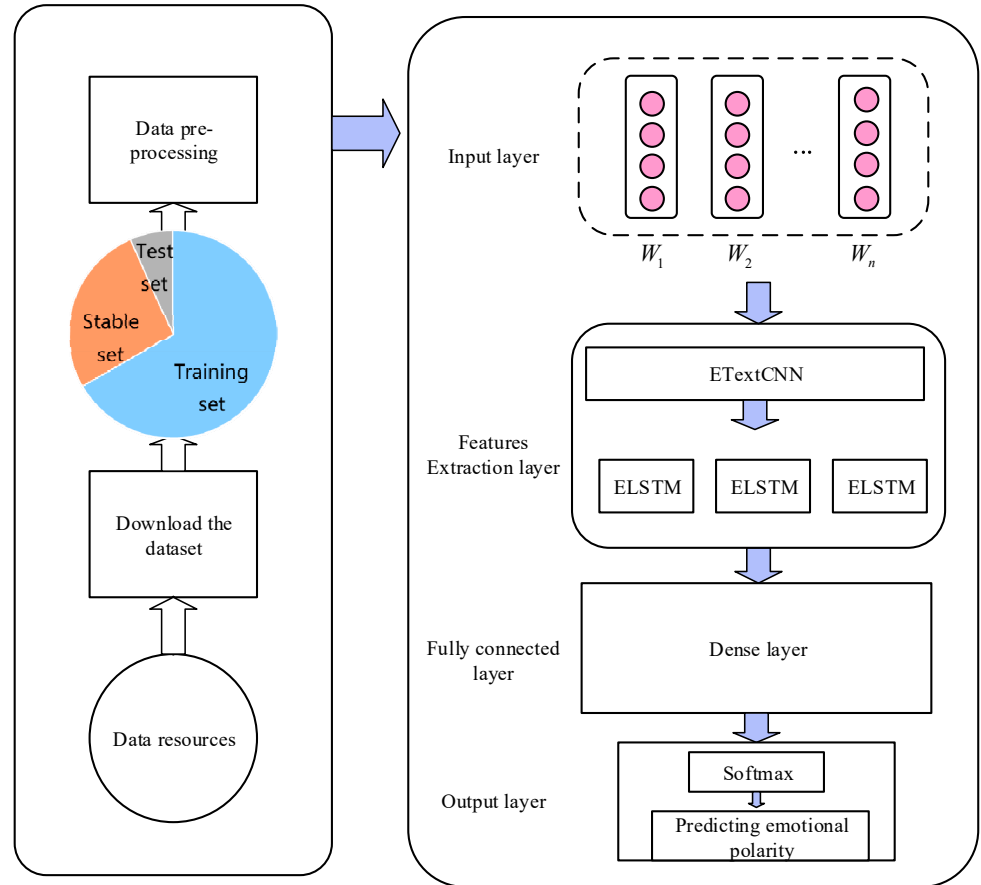 Data pre-
processing
Test
set
Stable
set
Training
set
Download the
dataset
Data resources
Input layer
...
W1
W2
Wn
ETextCNN
Features
Extraction layer
ELSTM
ELSTM
ELSTM
Fully connected
layer
Dense layer
Output layer
Softmax
Predicting emotional
polarity